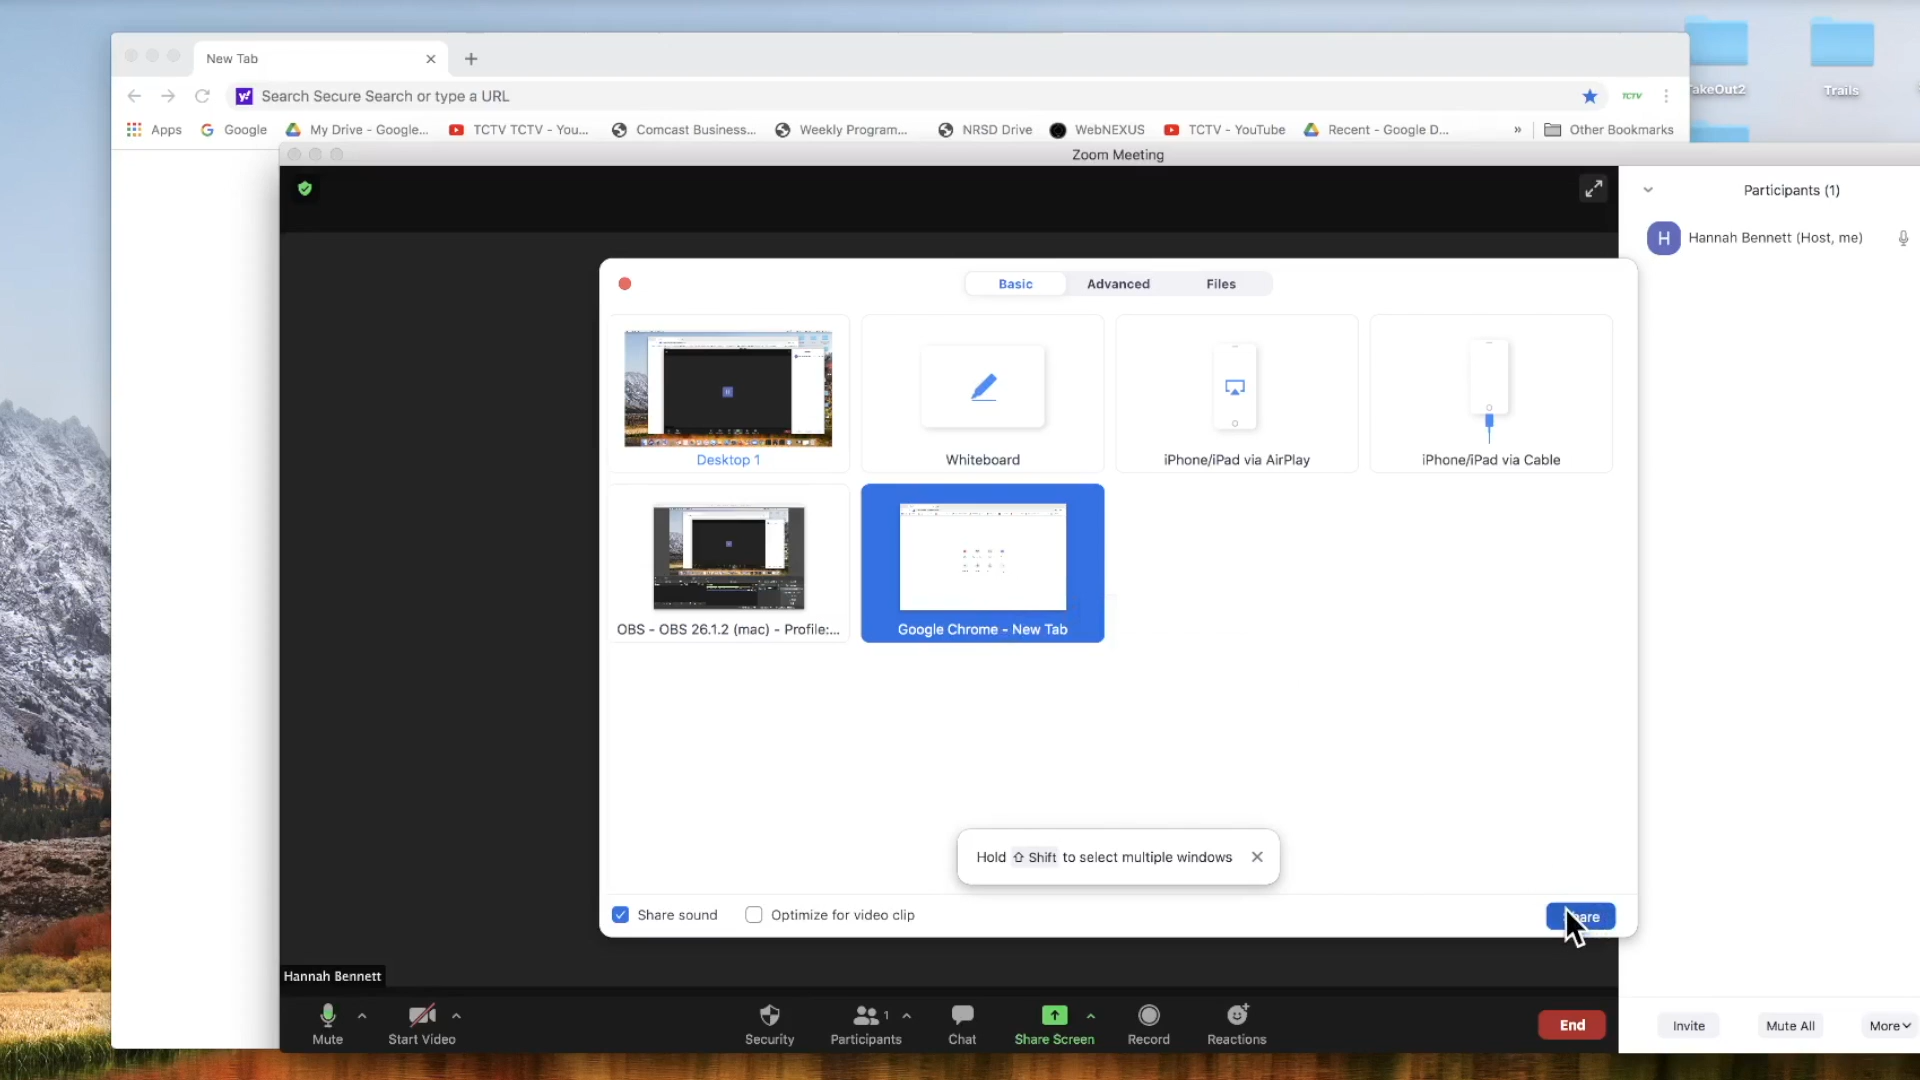 New Tab
Search Secure Search or type a URL
TCTV
Apps
Google
My Drive - Google...
TCTV TCTV - You...
Comcast Business...
Weekly Program...
NRSD Drive
WebNEXUS
TCTV - YouTube
Recent - Google D...
»
Other Bookmarks
Trails
Zoom Meeting
Participants (1)
H
Hannah Bennett (Host, me)
Basic
Advanced
Files
Desktop 1
Whiteboard
iPhone/iPad via AirPlay
iPhone/iPad via Cable
OBS - OBS 26.1.2 (mac) - Profile:...
Google Chrome - New Tab
Hold ⇧ Shift to select multiple windows
Share sound
Optimize for video clip
Hannah Bennett
Mute
Start Video
Security
1
Participants
Chat
Share Screen
Record
Reactions
End
Invite
Mute All
More